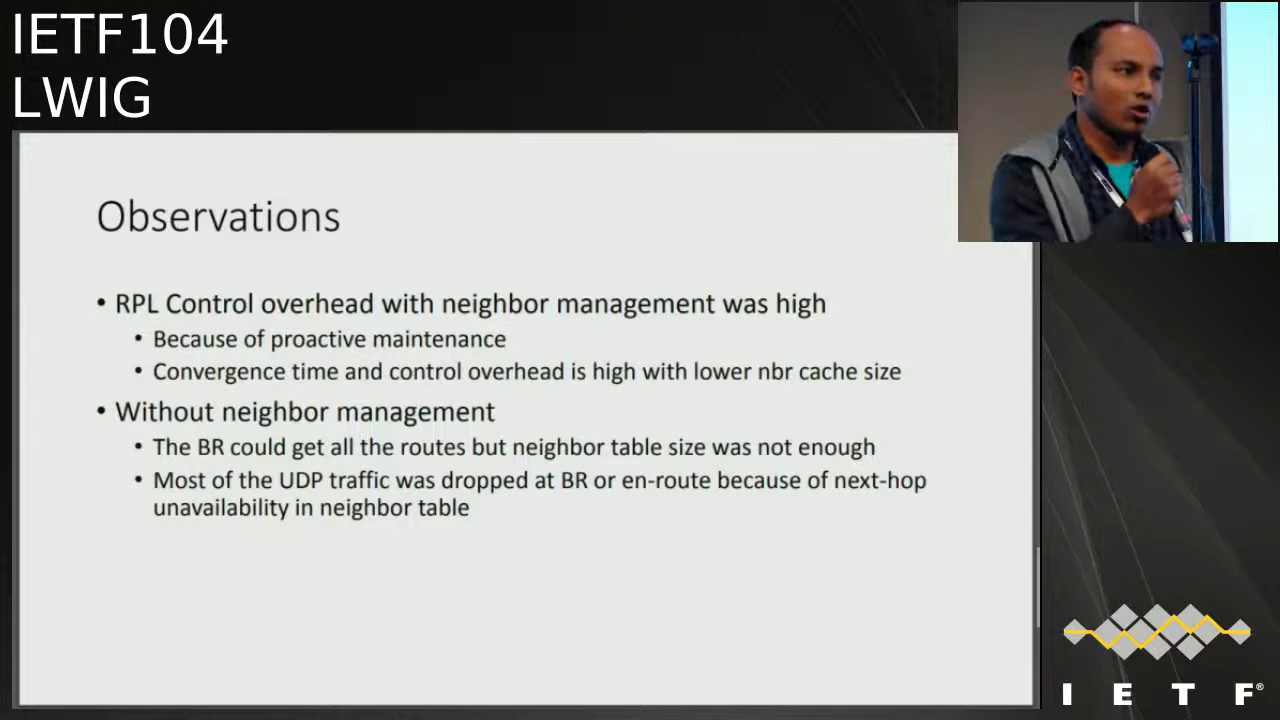 IETF104
LWIG
Observations
• RPL Control overhead with neighbor management was high
• Because of proactive maintenance
• Convergence time and control overhead is high with lower nbr cache size
• Without neighbor management
• The BR could get all the routes but neighbor table size was not enough
• Most of the UDP traffic was dropped at BR or en-route because of next-hop
unavailability in neighbor table
I E T F®